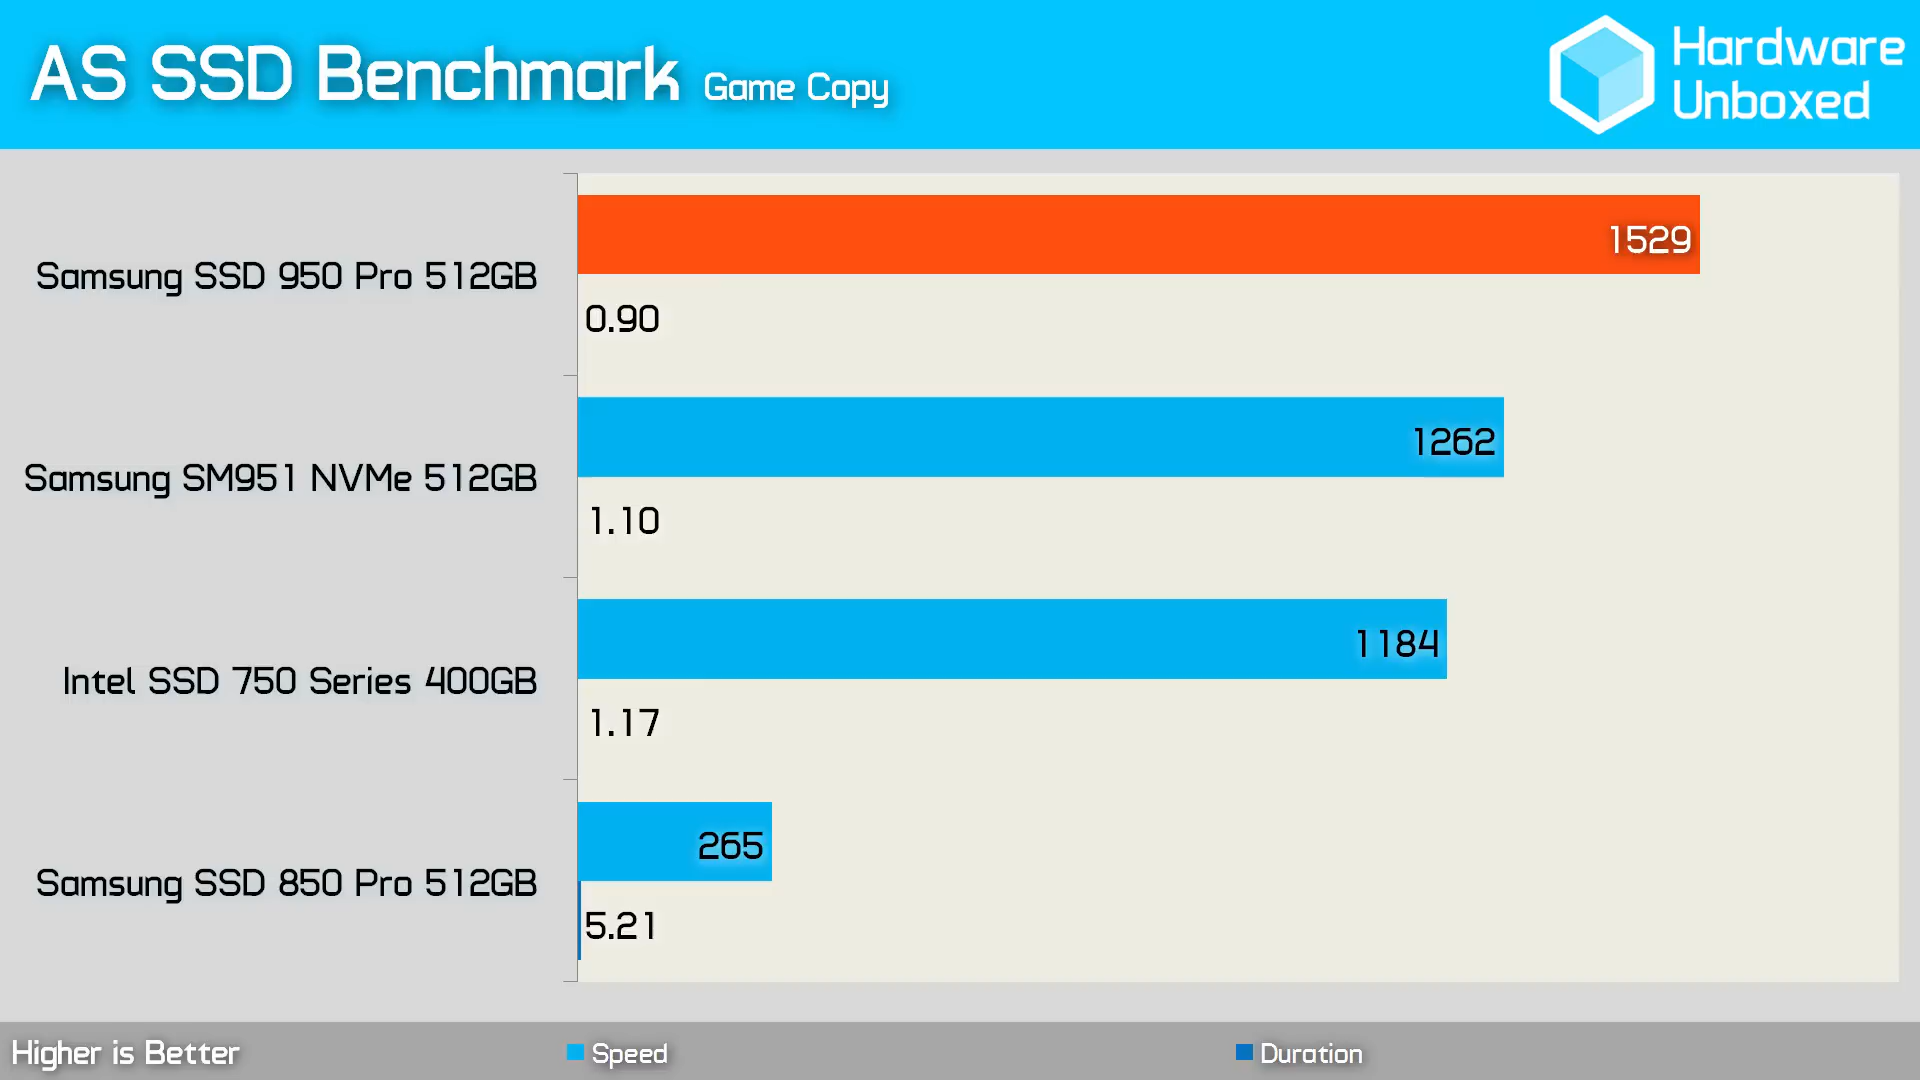 AS SSD Benchmark Game Copy
Hardware
Unboxed
Samsung SSD 950 Pro 512GB
1529
0.90
Samsung SM951 NVMe 512GB
1262
1.10
Intel SSD 750 Series 400GB
1184
1.17
Samsung SSD 850 Pro 512GB
265
5.21
Higher is Better
Speed
Duration